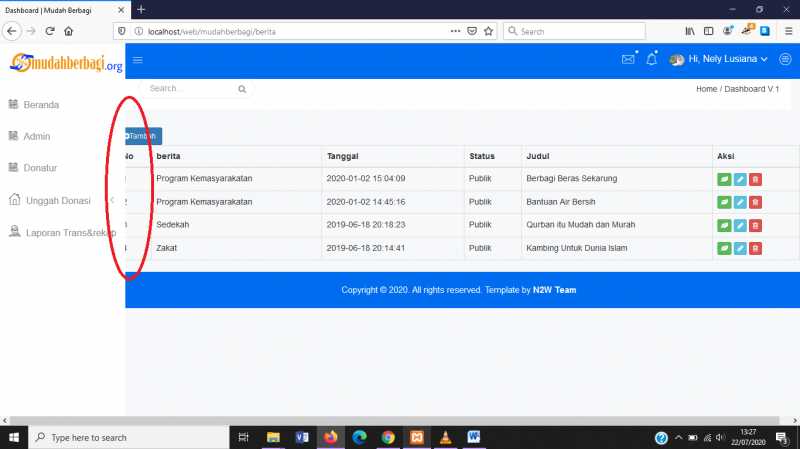 Dashboard | Mudah Berbagi
localhost/web/mudahberbagi/berita
Search
mudahberbagi.org
Hi, Nely Lusiana
Search...
Home / Dashboard V.1
Beranda
Admin
Donatur
Unggah Donasi
Laporan Trans&rekap
Tambah
No berita Tanggal Status Judul Aksi
1 Program Kemasyarakatan 2020-01-02 15:04:09 Publik Berbagi Beras Sekarung
2 Program Kemasyarakatan 2020-01-02 14:45:16 Publik Bantuan Air Bersih
3 Sedekah 2019-06-18 20:18:23 Publik Qurban itu Mudah dan Murah
4 Zakat 2019-06-18 20:14:41 Publik Kambing Untuk Dunia Islam
Copyright © 2020. All rights reserved. Template by N2W Team
Type here to search
13:27
22/07/2020